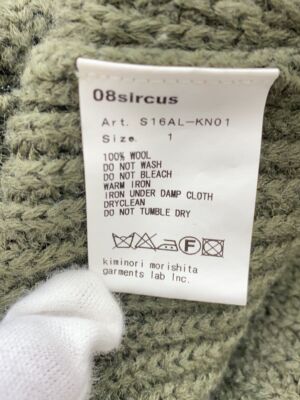 08sircus
Art. S16AL-KN01
Size 1
100% WOOL
DO NOT WASH
DO NOT BLEACH
WARM IRON
IRON UNDER DAMP CLOTH
DRYCLEAN
DO NOT TUMBLE DRY
F
kiminori morishita
garments lab Inc.